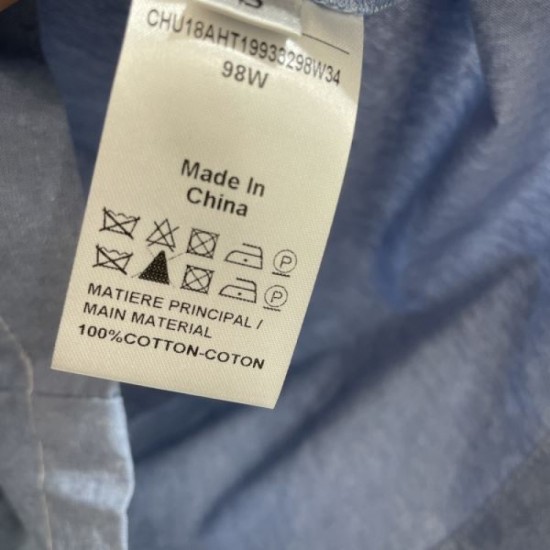 CHU18AHT19933298W34
98W
Made In
China
P
P
MATIERE PRINCIPAL /
MAIN MATERIAL
100%COTTON-COTON